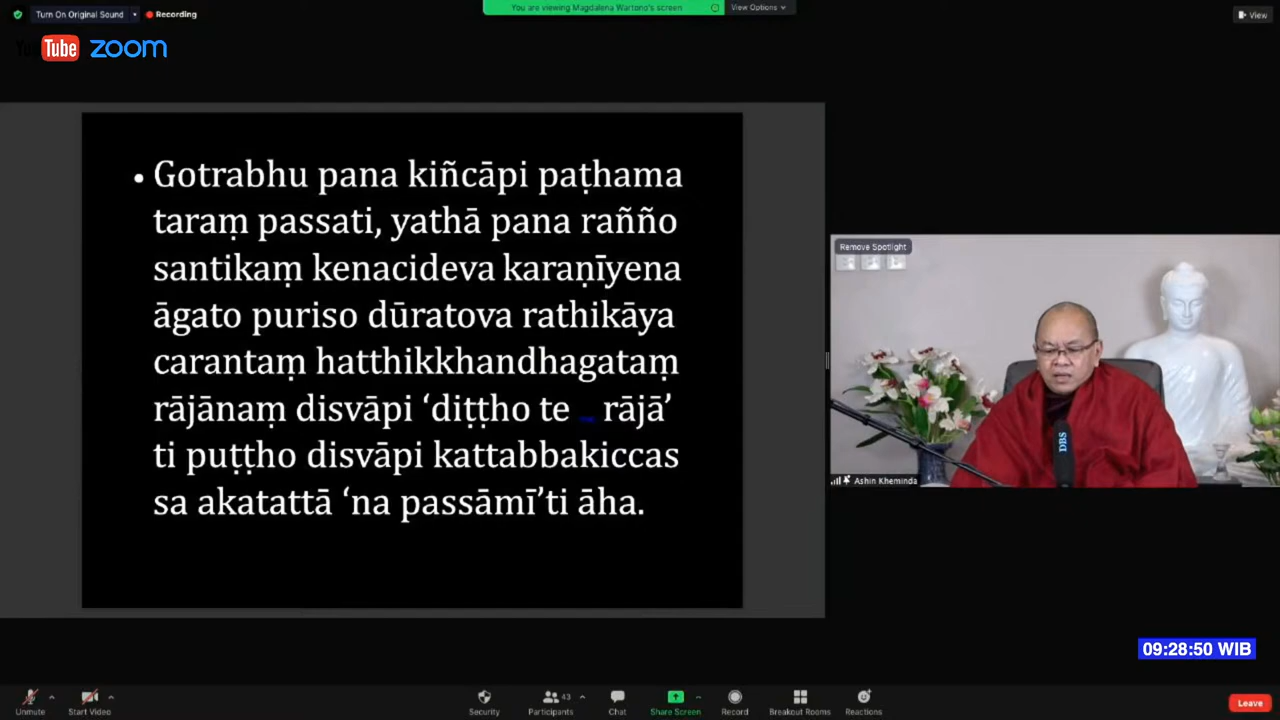 Turn On Original Sound
Recording
You are viewing Magdalena Wartono's screen
View Options
View
YouTube zoom
• Gotrabhu pana kiñcāpi paṭhama
taraṃ passati, yathā pana rañño
santikaṃ kenacideva karaṇīyena
āgato puriso dūratova rathikāya
carantaṃ hatthikkhandhagataṃ
rājānaṃ disvāpi ‘diṭṭho te _ rājā’
ti puṭṭho disvāpi kattabbakiccas
sa akatattā ‘na passāmī’ti āha.
Remove Spotlight
DBS
Ashin Kheminda
09:28:50 WIB
Unmute
Start Video
Security
Participants
43
Chat
Share Screen
Record
Breakout Rooms
Reactions
Leave